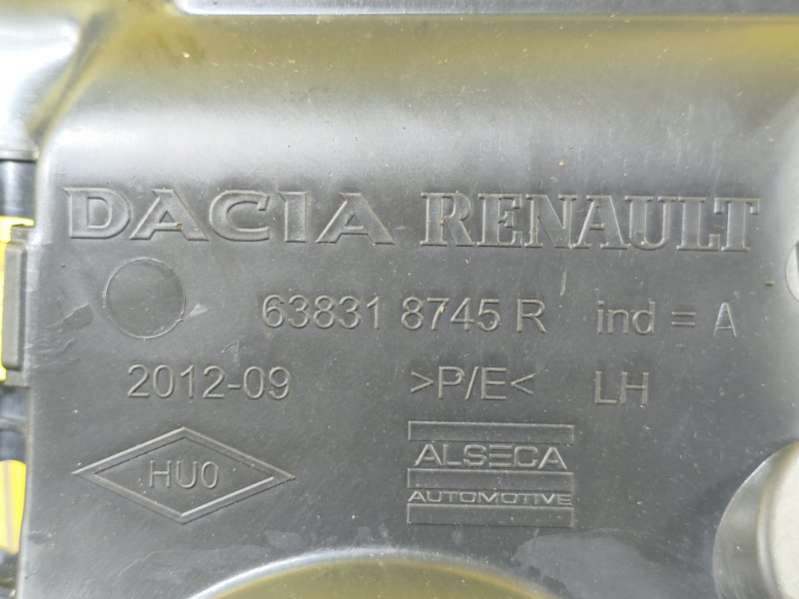 DACIA RENAULT
63831 8745 R ind = A
2012-09 >P/E< LH
HU0
ALSECA
AUTOMOTIVE